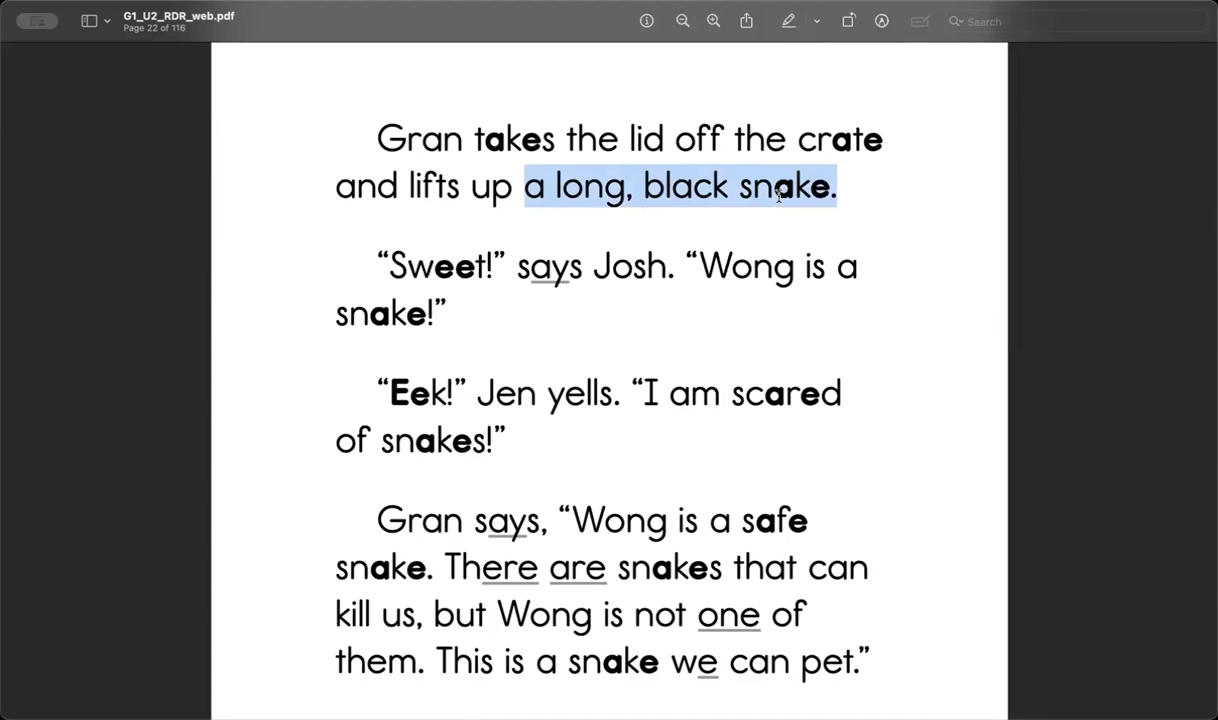 G1_U2_RDR_web.pdf
Page 22 of 116
Search
Gran takes the lid off the crate
and lifts up a long, black snake.
“Sweet!” says Josh. “Wong is a
snake!”
“Eek!” Jen yells. “I am scared
of snakes!”
Gran says, “Wong is a safe
snake. There are snakes that can
kill us, but Wong is not one of
them. This is a snake we can pet.”